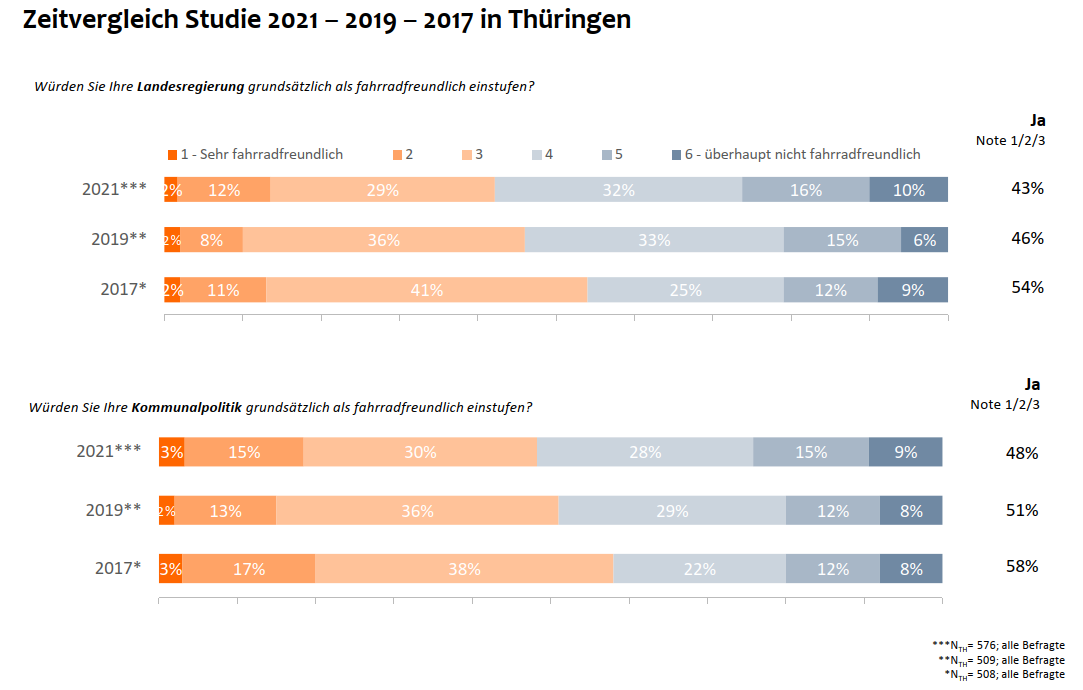 Zeitvergleich Studie 2021 – 2019 – 2017 in Thüringen
Würden Sie Ihre Landesregierung grundsätzlich als fahrradfreundlich einstufen?
Ja
Note 1/2/3
1 - Sehr fahrradfreundlich 2 3 4 5 6 - überhaupt nicht fahrradfreundlich
2021*** 2% 12% 29% 32% 16% 10% 43%
2019** 2% 8% 36% 33% 15% 6% 46%
2017* 2% 11% 41% 25% 12% 9% 54%
Ja
Note 1/2/3
Würden Sie Ihre Kommunalpolitik grundsätzlich als fahrradfreundlich einstufen?
2021*** 3% 15% 30% 28% 15% 9% 48%
2019** 2% 13% 36% 29% 12% 8% 51%
2017* 3% 17% 38% 22% 12% 8% 58%
***NTH= 576; alle Befragte
**NTH= 509; alle Befragte
*NTH= 508; alle Befragte